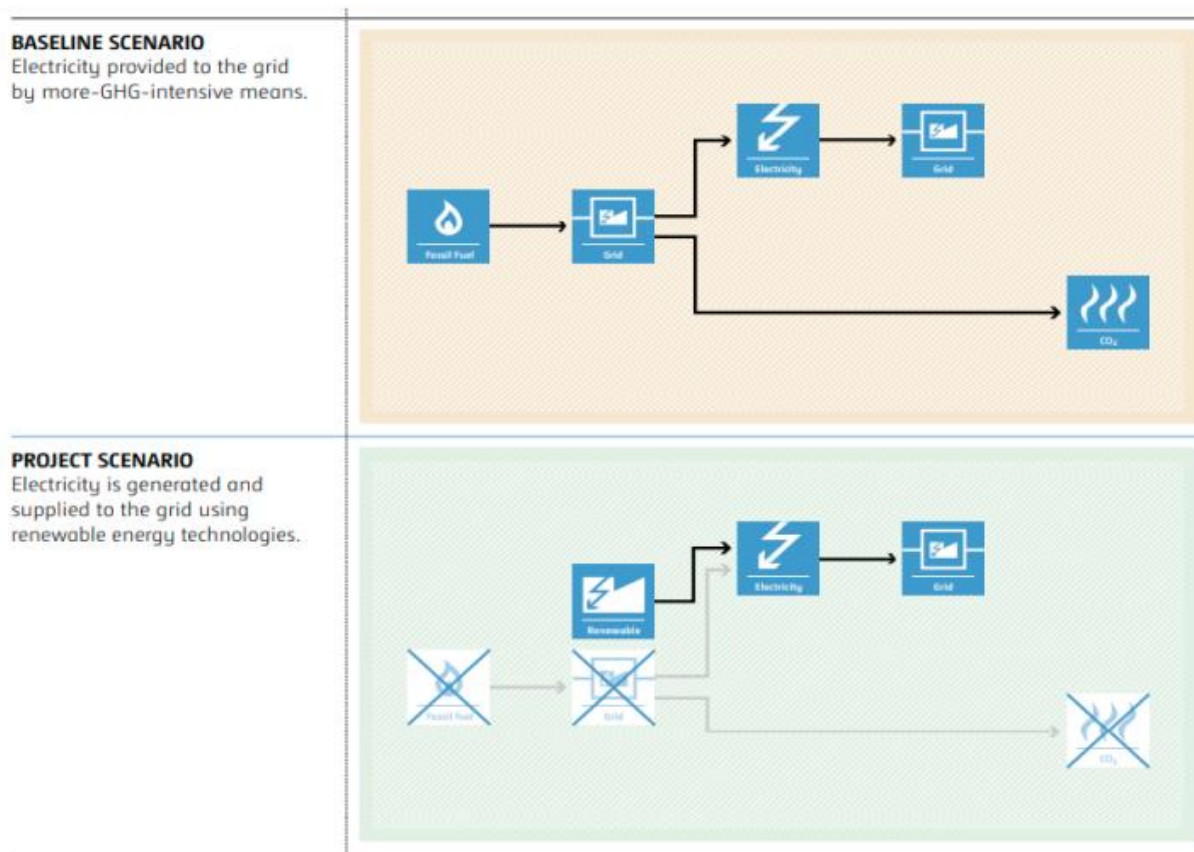 BASELINE SCENARIO
Electricity provided to the grid
by more-GHG-intensive means.
Electricity
Grid
Fossil Fuel
Grid
CO₂
PROJECT SCENARIO
Electricity is generated and
supplied to the grid using
renewable energy technologies.
Electricity
Grid
Renewable
Fossil Fuel
Grid
CO₂